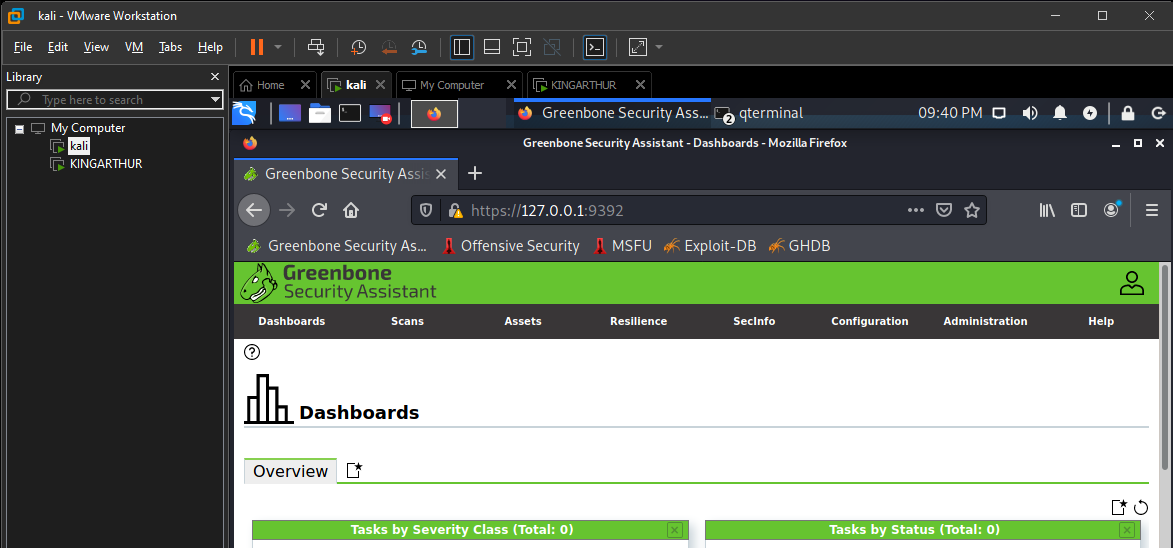 kali - VMware Workstation
File Edit View VM Tabs Help
Library
Type here to search
My Computer
kali
KINGARTHUR
Home kali My Computer KINGARTHUR
Greenbone Security Ass... 2 qterminal 09:40 PM
Greenbone Security Assistant - Dashboards - Mozilla Firefox
Greenbone Security Assis
https://127.0.0.1:9392
Greenbone Security As... Offensive Security MSFU Exploit-DB GHDB
Greenbone
Security Assistant
Dashboards Scans Assets Resilience SecInfo Configuration Administration Help
Dashboards
Overview
Tasks by Severity Class (Total: 0) Tasks by Status (Total: 0)